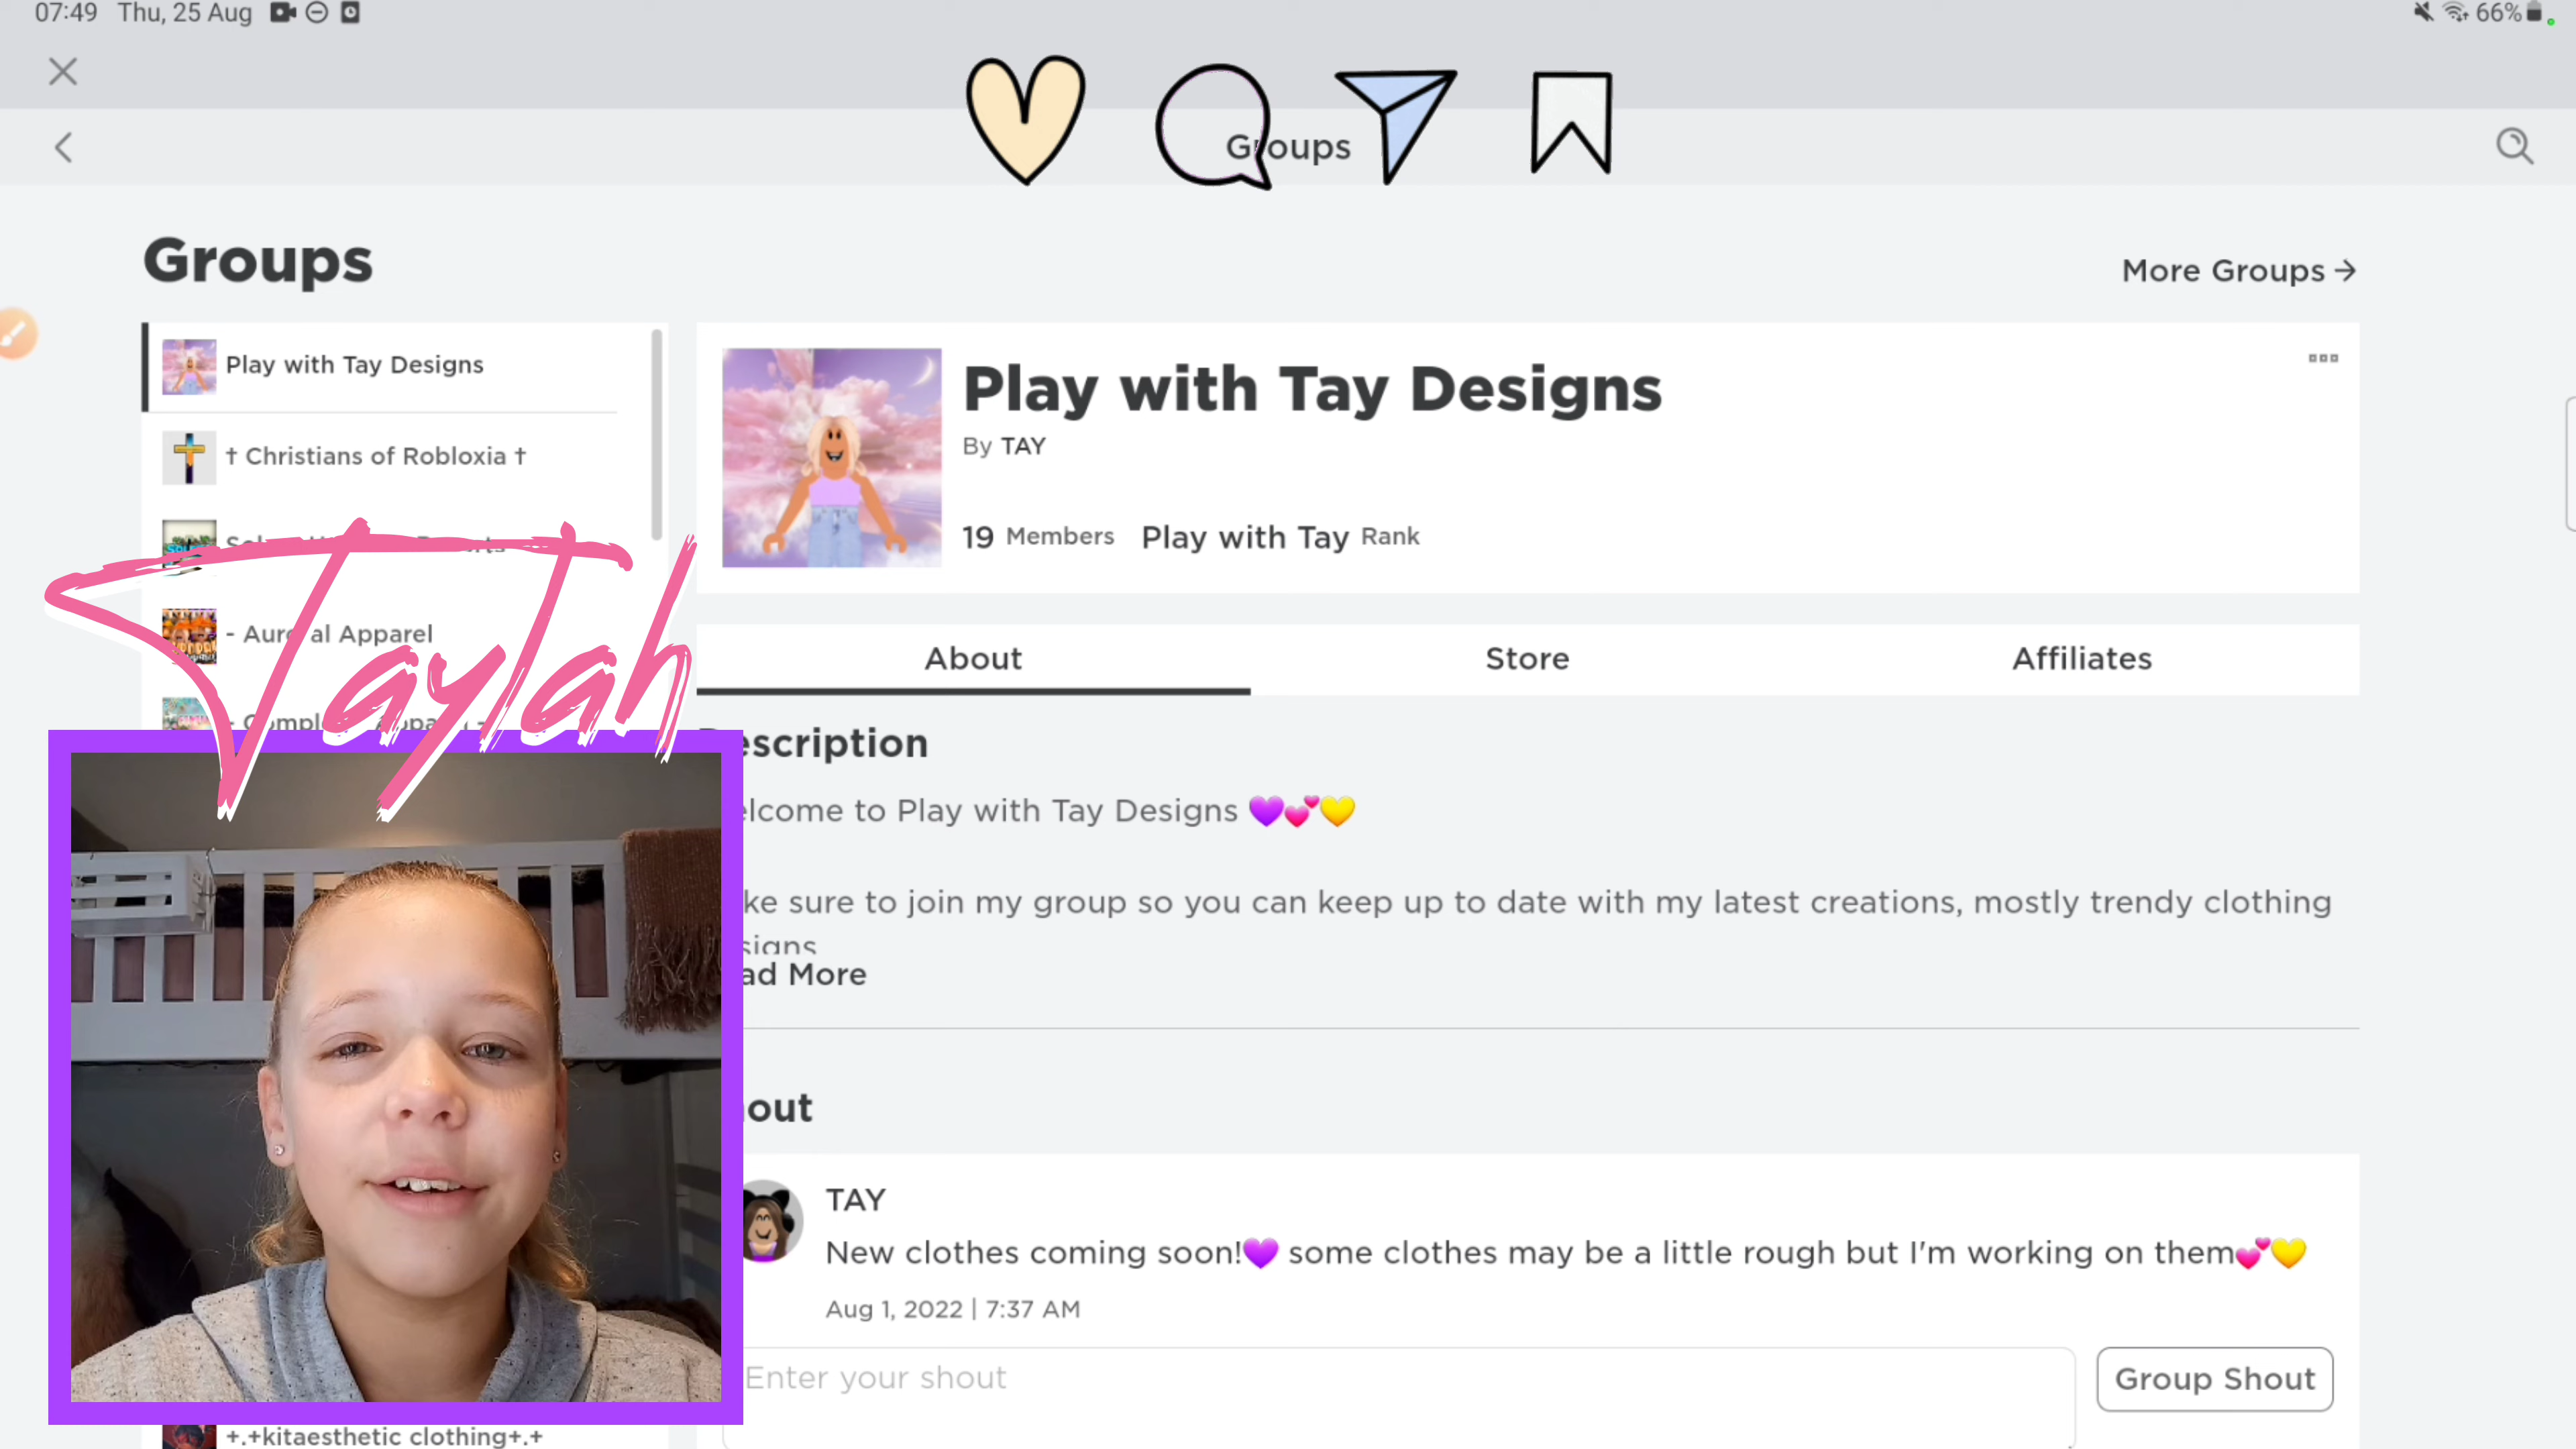 07:49 Thu, 25 Aug
66%
Groups
Groups
More Groups →
Play with Tay Designs
† Christians of Robloxia †
- Auroral Apparel
+.+kitaesthetic clothing+.+
Taylah
Play with Tay Designs
By TAY
19 Members Play with Tay Rank
About Store Affiliates
escription
elcome to Play with Tay Designs 💜💕💛
ke sure to join my group so you can keep up to date with my latest creations, mostly trendy clothing
signs
ad More
out
TAY
New clothes coming soon!💜 some clothes may be a little rough but I'm working on them💕💛
Aug 1, 2022 | 7:37 AM
Enter your shout
Group Shout